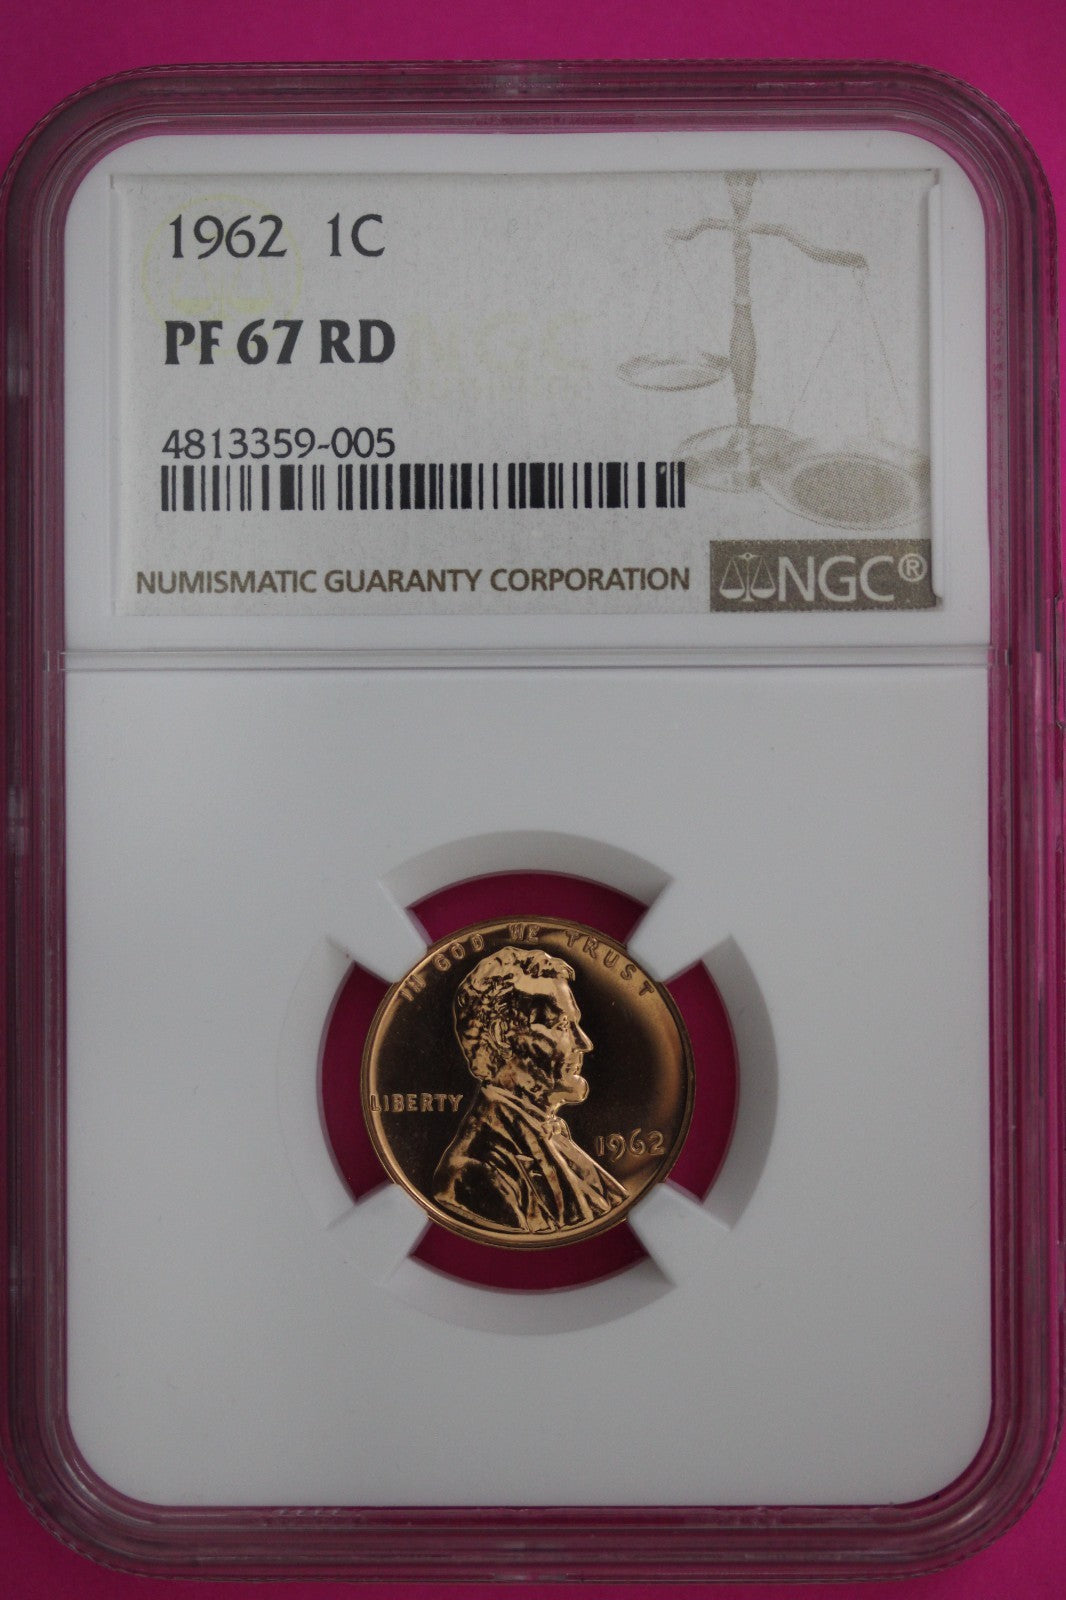 1962 1C
PF 67 RD
4813359-005
NUMISMATIC GUARANTY CORPORATION
NGC®
IN GOD WE TRUST
LIBERTY
1962